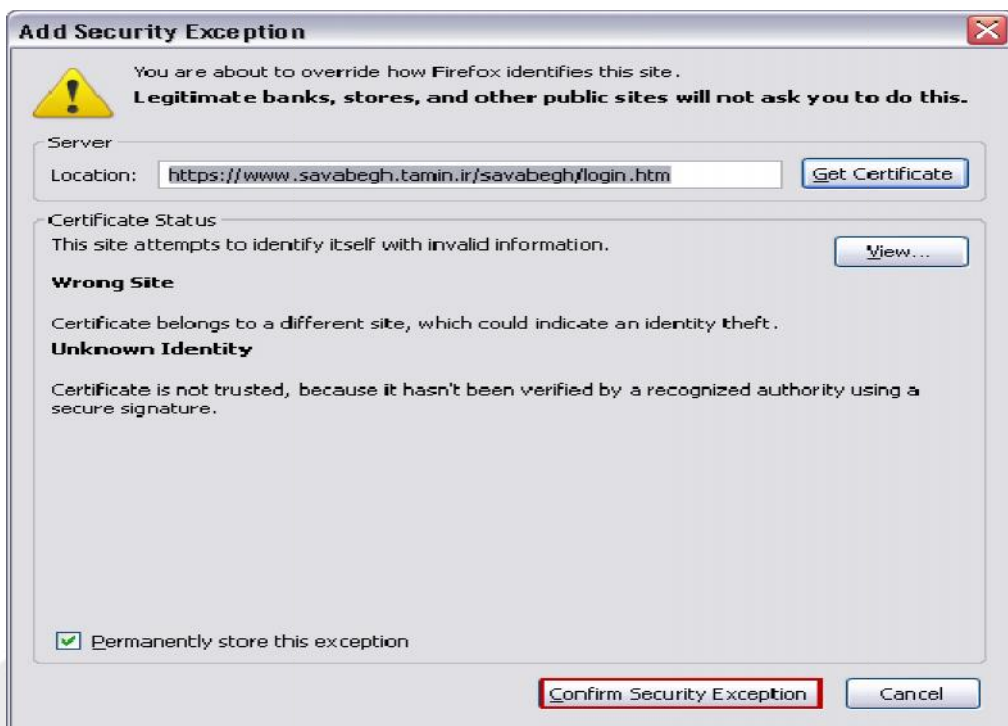 Add Security Exception
You are about to override how Firefox identifies this site.
Legitimate banks, stores, and other public sites will not ask you to do this.
Server
Location: https://www.savabegh.tamin.ir/savabegh/login.htm Get Certificate
Certificate Status
This site attempts to identify itself with invalid information. View...
Wrong Site
Certificate belongs to a different site, which could indicate an identity theft.
Unknown Identity
Certificate is not trusted, because it hasn't been verified by a recognized authority using a
secure signature.
Permanently store this exception
Confirm Security Exception Cancel